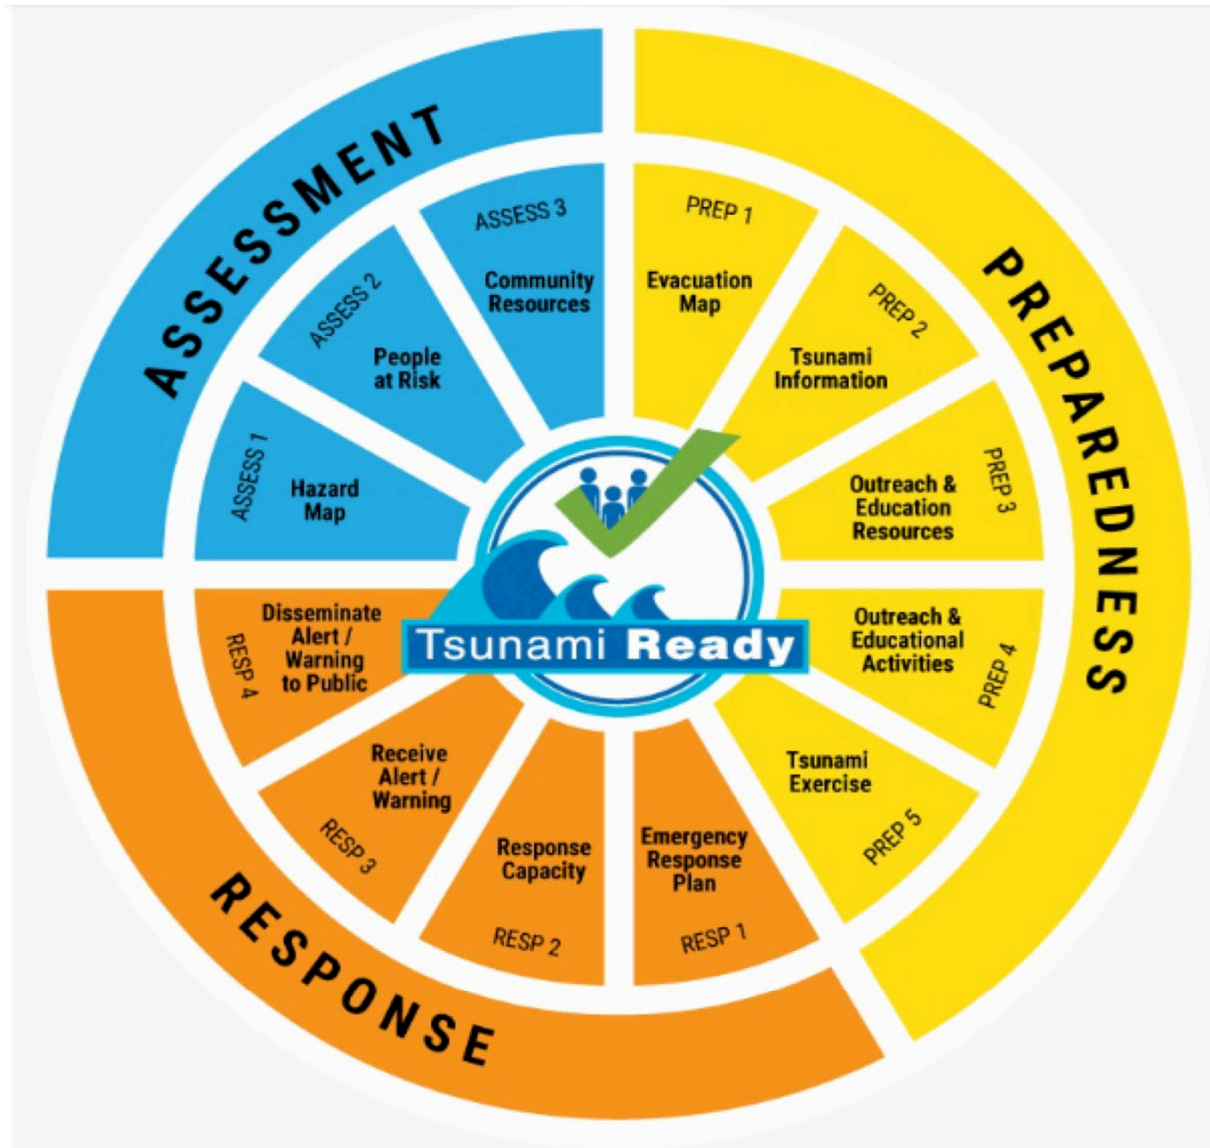 ASSESSMENT
ASSESS 1
Hazard
Map
ASSESS 2
People
at Risk
ASSESS 3
Community
Resources
PREPAREDNESS
PREP 1
Evacuation
Map
PREP 2
Tsunami
Information
PREP 3
Outreach &
Education
Resources
PREP 4
Outreach &
Educational
Activities
PREP 5
Tsunami
Exercise
RESPONSE
RESP 1
Emergency
Response
Plan
RESP 2
Response
Capacity
RESP 3
Receive
Alert /
Warning
RESP 4
Disseminate
Alert /
Warning
to Public
Tsunami Ready